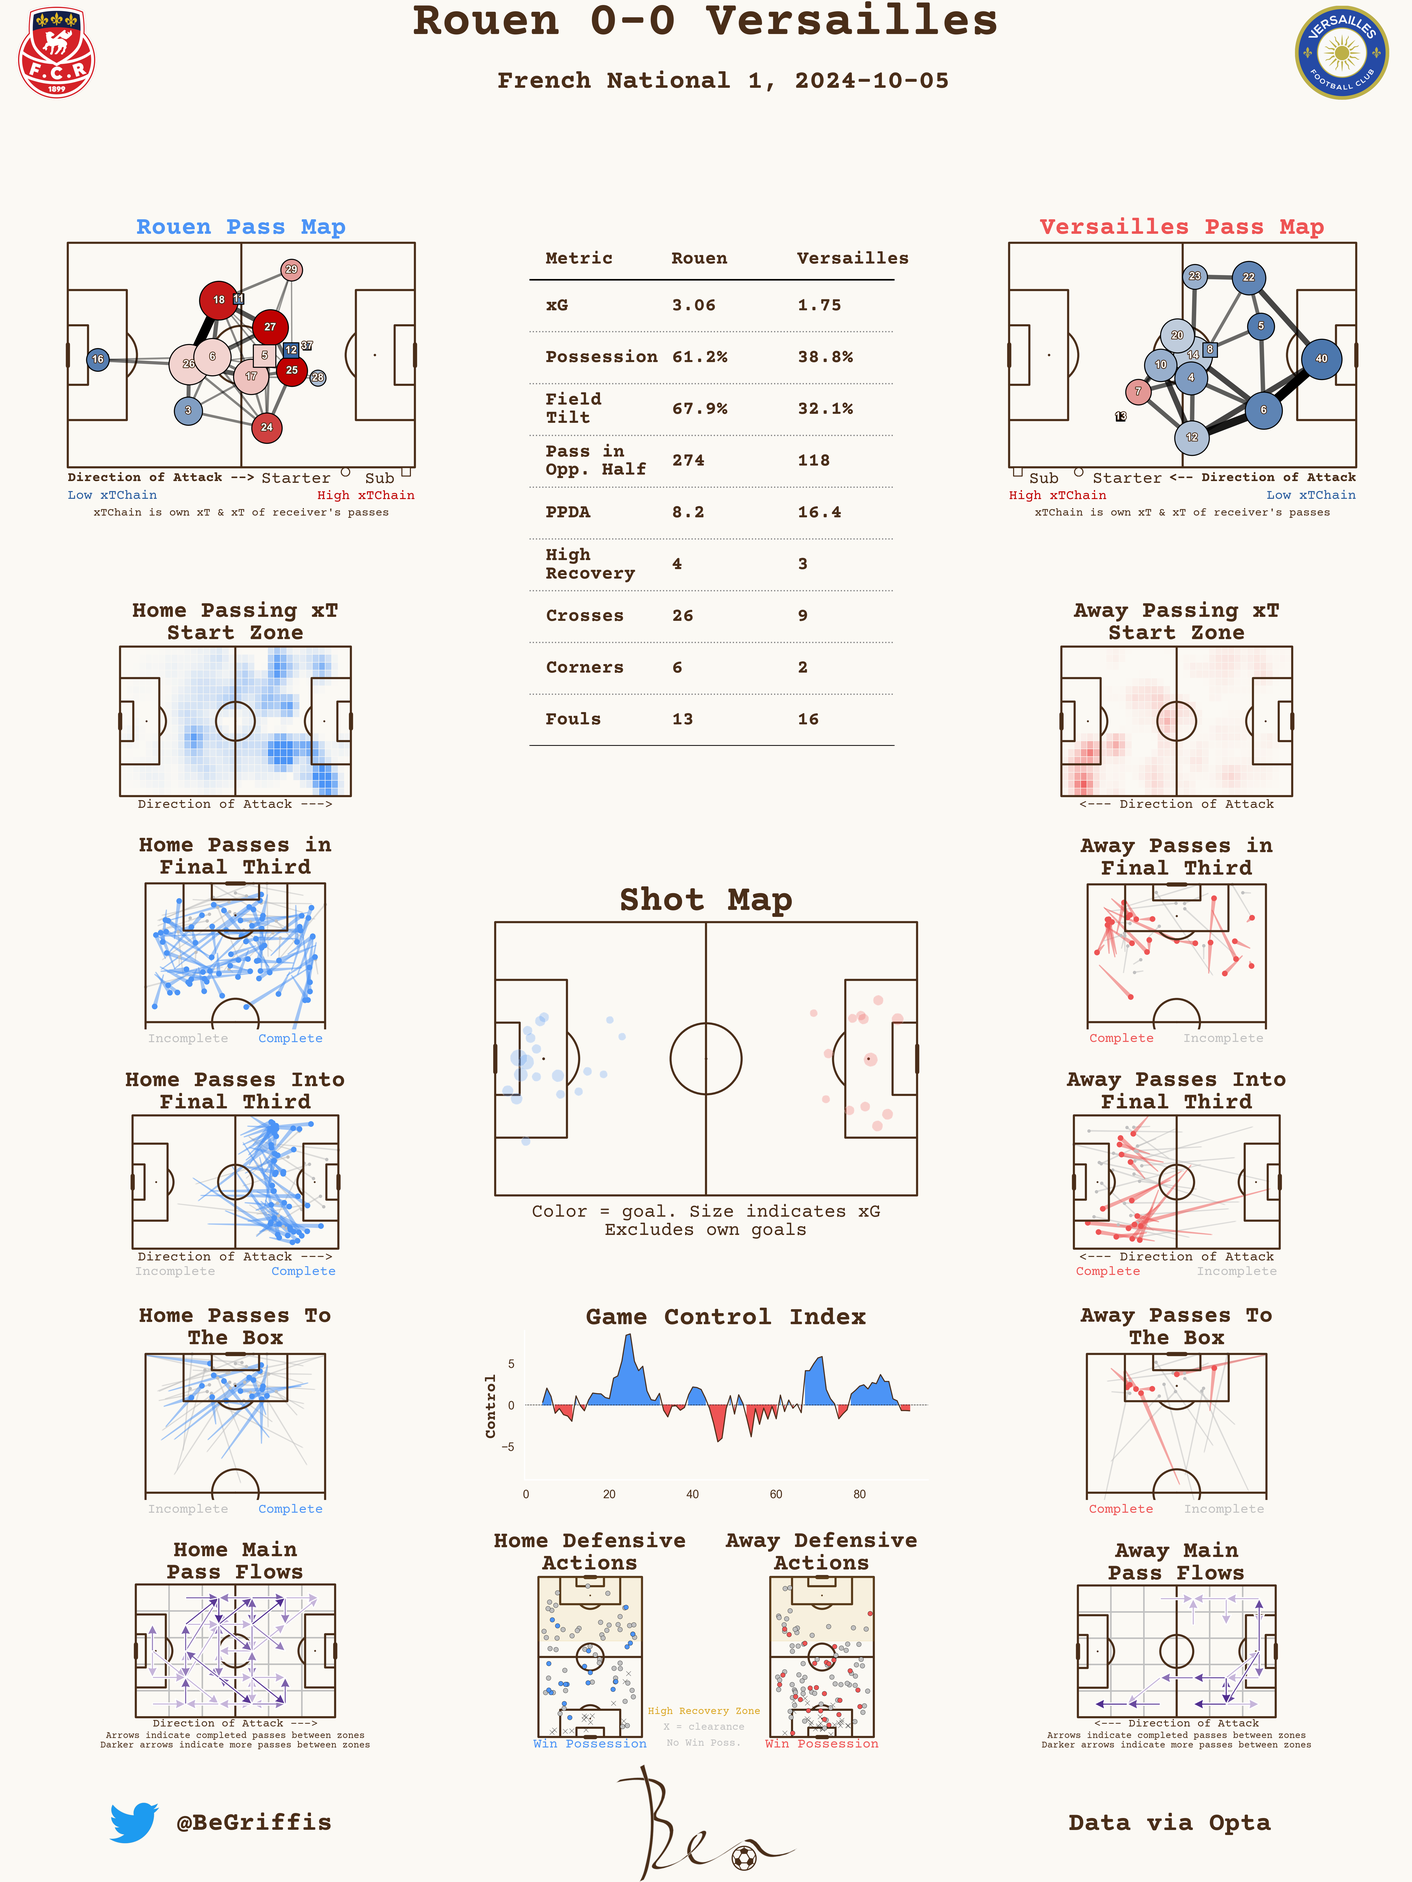 Rouen 0-0 Versailles
French National 1, 2024-10-05
F.C.R
1899
VERSAILLES
FOOTBALL CLUB
Rouen Pass Map
29
18
11
27
16
26
6
5
12
37
17
25
28
3
24
Direction of Attack --> Starter Sub
Low xTChain High xTChain
xTChain is own xT & xT of receiver's passes
Metric Rouen Versailles
xG 3.06 1.75
Possession 61.2% 38.8%
Field
Tilt 67.9% 32.1%
Pass in
Opp. Half 274 118
PPDA 8.2 16.4
High
Recovery 4 3
Crosses 26 9
Corners 6 2
Fouls 13 16
Versailles Pass Map
23
22
20
5
14
8
40
10
4
7
13
6
12
Sub Starter <-- Direction of Attack
High xTChain Low xTChain
xTChain is own xT & xT of receiver's passes
Home Passing xT
Start Zone
Direction of Attack --->
Away Passing xT
Start Zone
<--- Direction of Attack
Home Passes in
Final Third
Incomplete Complete
Away Passes in
Final Third
Complete Incomplete
Shot Map
Color = goal. Size indicates xG
Excludes own goals
Home Passes Into
Final Third
Direction of Attack --->
Incomplete Complete
Away Passes Into
Final Third
<--- Direction of Attack
Complete Incomplete
Home Passes To
The Box
Incomplete Complete
Game Control Index
Control
5
0
−5
0 20 40 60 80
Away Passes To
The Box
Complete Incomplete
Home Main
Pass Flows
Direction of Attack --->
Arrows indicate completed passes between zones
Darker arrows indicate more passes between zones
Home Defensive
Actions
Win Possession
High Recovery Zone
X = clearance
No Win Poss.
Away Defensive
Actions
Win Possession
Away Main
Pass Flows
<--- Direction of Attack
Arrows indicate completed passes between zones
Darker arrows indicate more passes between zones
@BeGriffis
Ben
Data via Opta